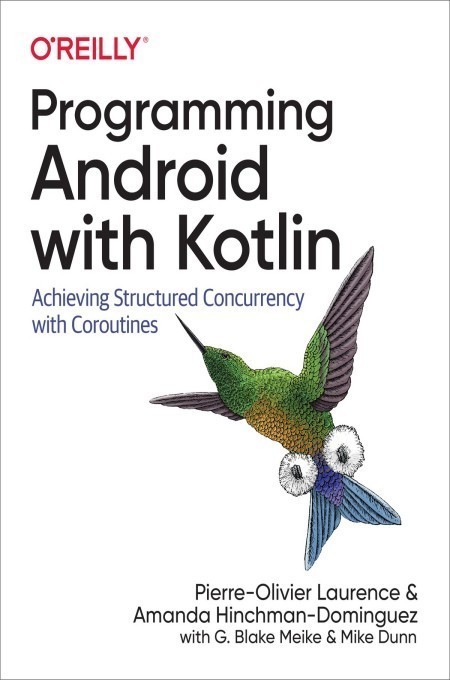 O'REILLY®
Programming
Android
with Kotlin
Achieving Structured Concurrency
with Coroutines
Pierre-Olivier Laurence &
Amanda Hinchman-Dominguez
with G. Blake Meike & Mike Dunn